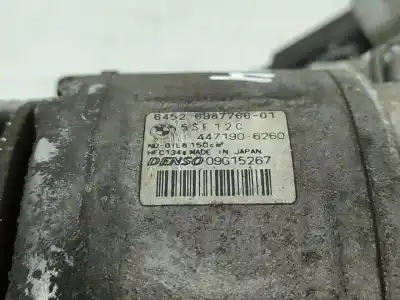 6452 6987766-01
5SE12C
447190-6260
ND-OIL8 150cm³
HFC134a MADE IN JAPAN
DENSO 09G15267